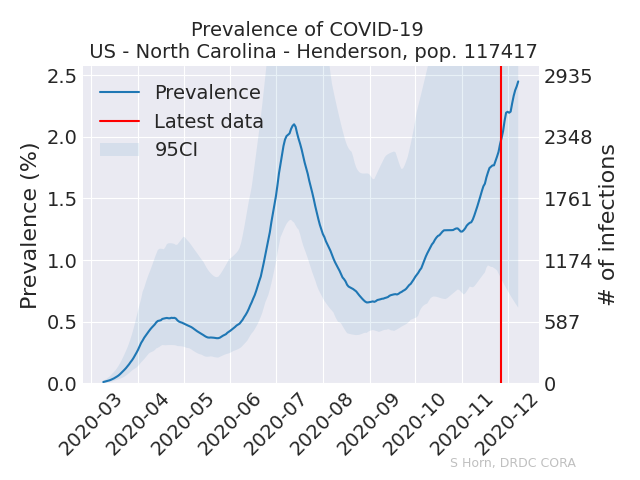 Prevalence of COVID-19
US - North Carolina - Henderson, pop. 117417
Prevalence
Latest data
95CI
Prevalence (%)
2.5
2.0
1.5
1.0
0.5
0.0
2935
2348
1761
1174
587
0
# of infections
2020-03
2020-04
2020-05
2020-06
2020-07
2020-08
2020-09
2020-10
2020-11
2020-12
S Horn, DRDC CORA